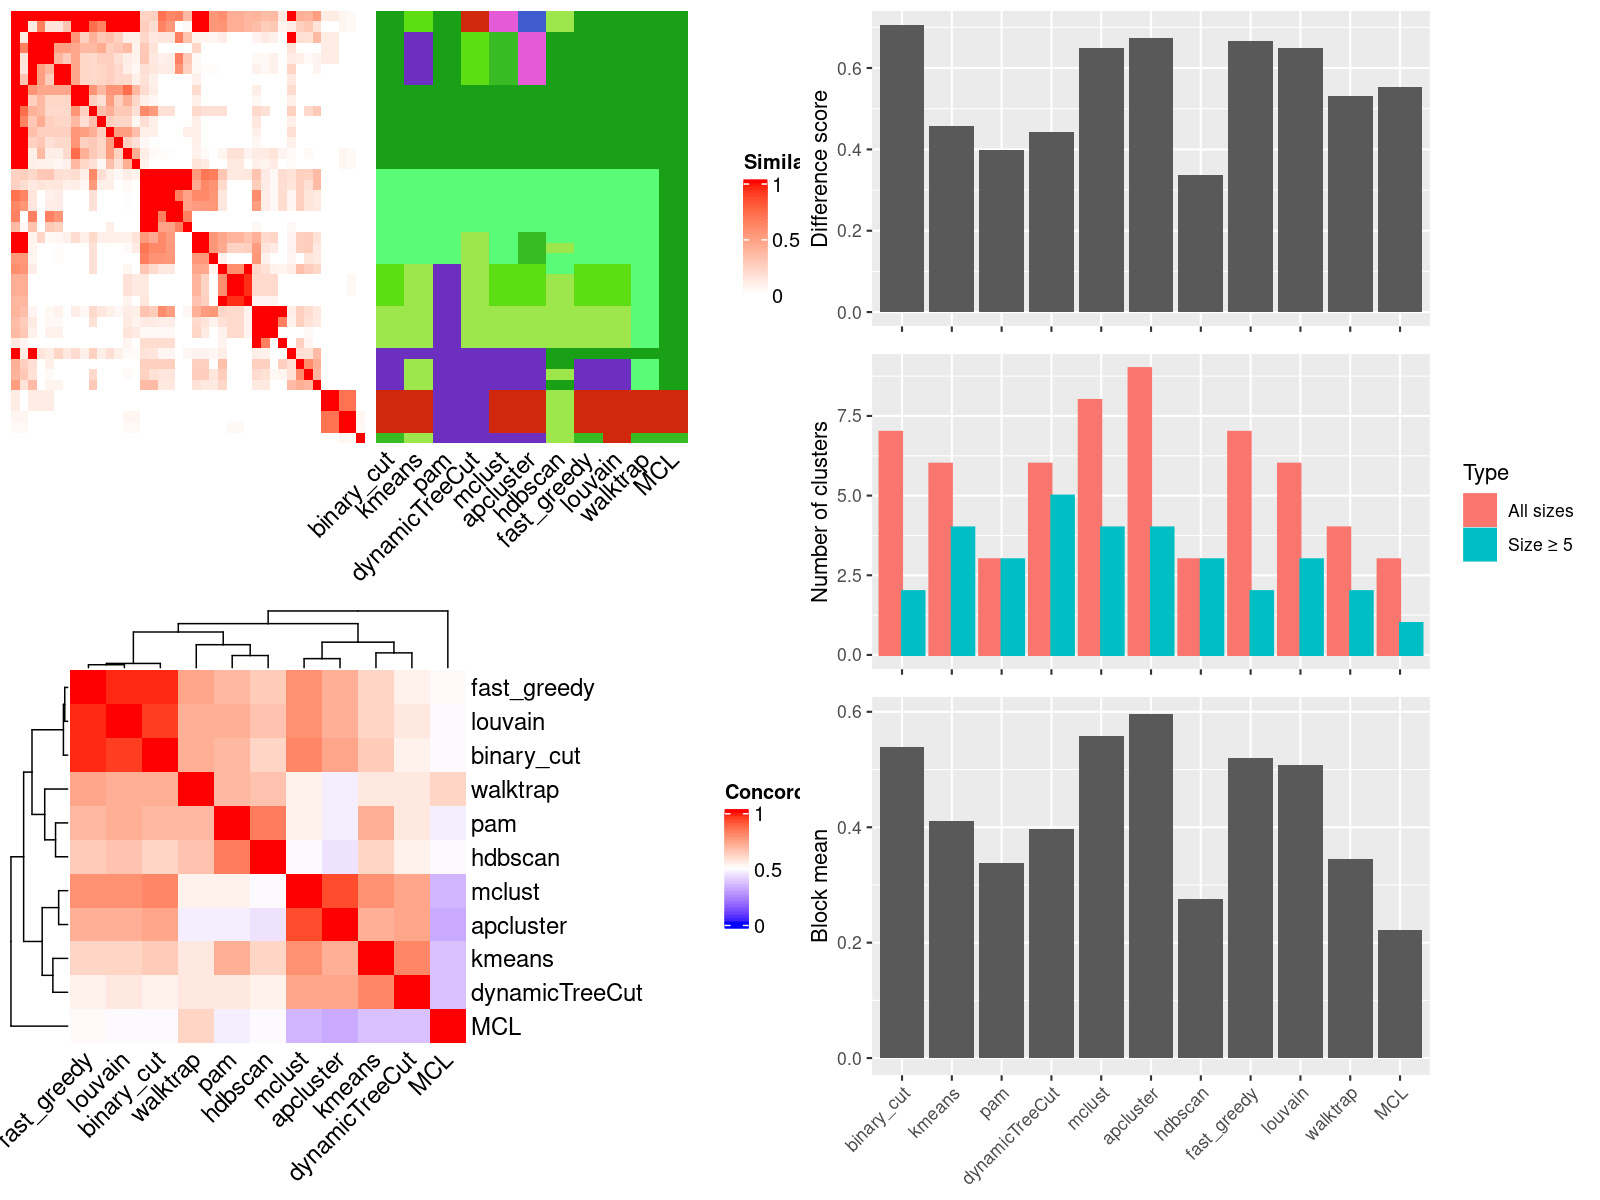 Simila
1
0.5
0
binary_cut
kmeans
pam
dynamicTreeCut
mclust
apcluster
hdbscan
fast_greedy
louvain
walktrap
MCL
fast_greedy
louvain
binary_cut
walktrap
pam
hdbscan
mclust
apcluster
kmeans
dynamicTreeCut
MCL
Concord
1
0.5
0
fast_greedy
louvain
binary_cut
walktrap
pam
hdbscan
mclust
apcluster
kmeans
dynamicTreeCut
MCL
Difference score
0.6
0.4
0.2
0.0
Number of clusters
7.5
5.0
2.5
0.0
Type
All sizes
Size ≥ 5
Block mean
0.6
0.4
0.2
0.0
binary_cut
kmeans
pam
dynamicTreeCut
mclust
apcluster
hdbscan
fast_greedy
louvain
walktrap
MCL